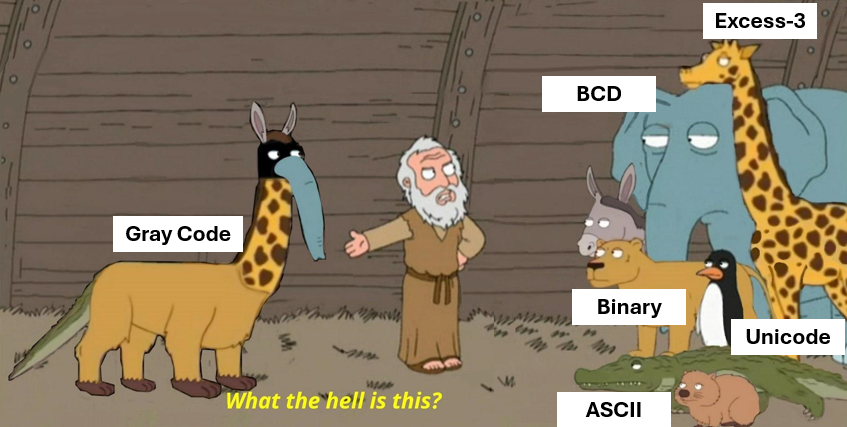 Excess-3
BCD
Gray Code
Binary
Unicode
What the hell is this?
ASCII